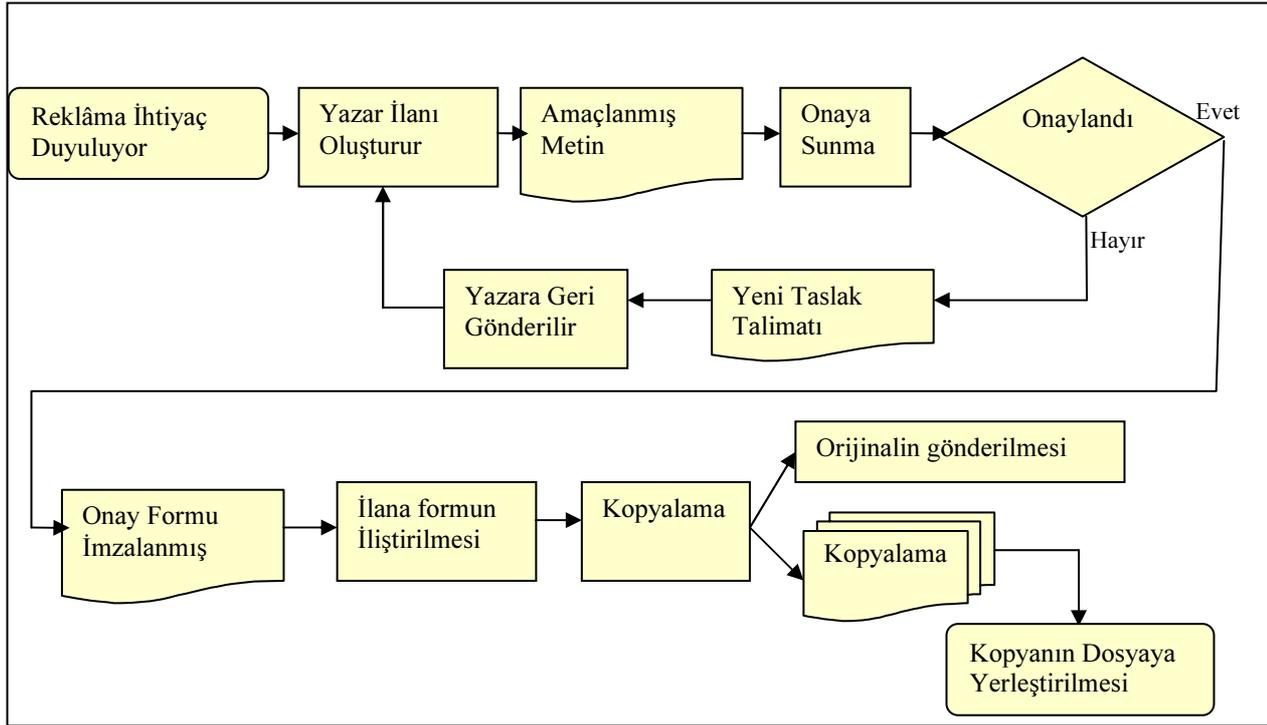 Reklâma İhtiyaç
Duyuluyor
Yazar İlanı
Oluşturur
Amaçlanmış
Metin
Onaya
Sunma
Onaylandı
Evet
Hayır
Yeni Taslak
Talimatı
Yazara Geri
Gönderilir
Onay Formu
İmzalanmış
İlana formun
İliştirilmesi
Kopyalama
Orijinalin gönderilmesi
Kopyalama
Kopyanın Dosyaya
Yerleştirilmesi